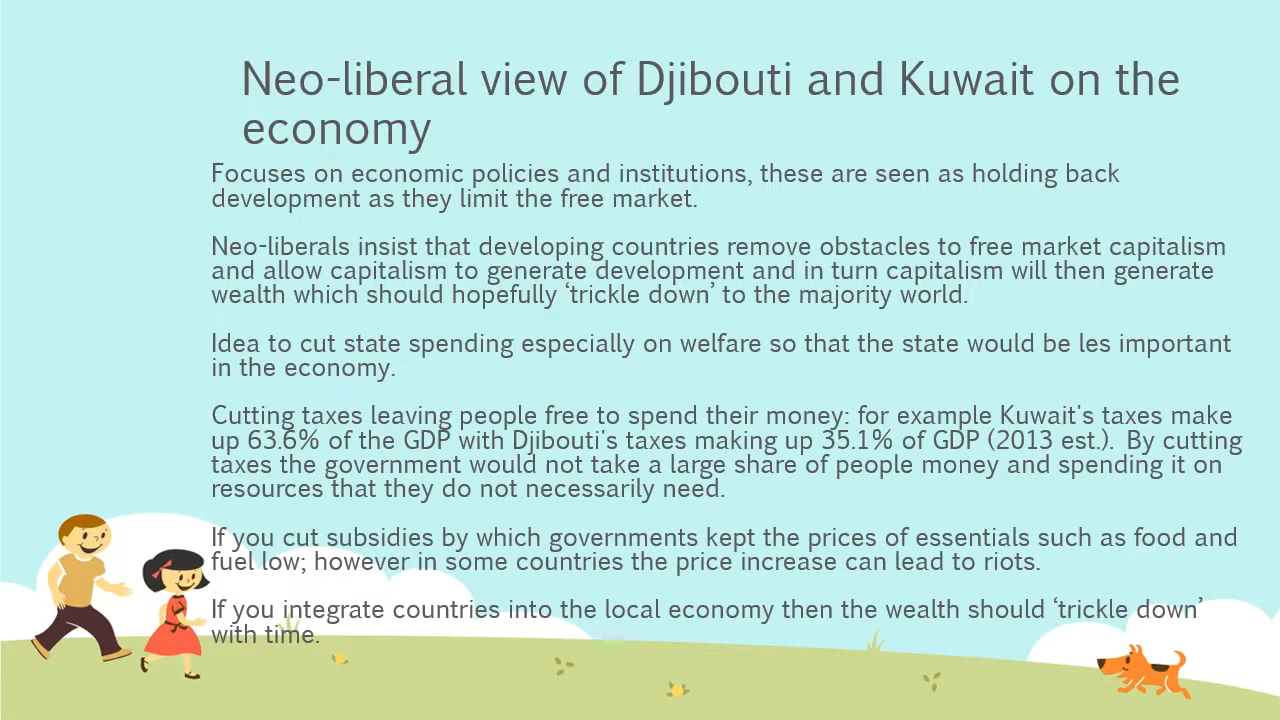 Neo-liberal view of Djibouti and Kuwait on the
economy
Focuses on economic policies and institutions, these are seen as holding back
development as they limit the free market.
Neo-liberals insist that developing countries remove obstacles to free market capitalism
and allow capitalism to generate development and in turn capitalism will then generate
wealth which should hopefully ‘trickle down’ to the majority world.
Idea to cut state spending especially on welfare so that the state would be les important
in the economy.
Cutting taxes leaving people free to spend their money: for example Kuwait's taxes make
up 63.6% of the GDP with Djibouti's taxes making up 35.1% of GDP (2013 est.). By cutting
taxes the government would not take a large share of people money and spending it on
resources that they do not necessarily need.
If you cut subsidies by which governments kept the prices of essentials such as food and
fuel low; however in some countries the price increase can lead to riots.
If you integrate countries into the local economy then the wealth should ‘trickle down’
with time.